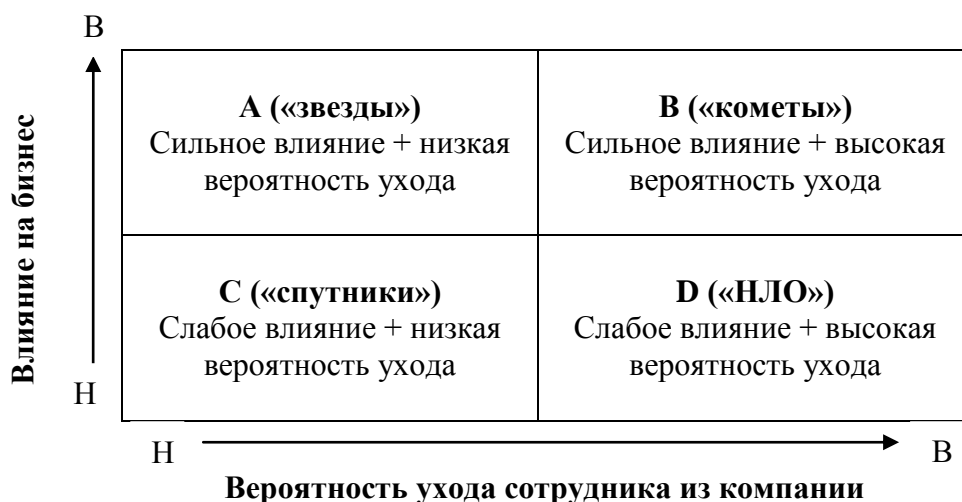 В
А («звезды»)
Сильное влияние + низкая
вероятность ухода
В («кометы»)
Сильное влияние + высокая
вероятность ухода
Влияние на бизнес
С («спутники»)
Слабое влияние + низкая
вероятность ухода
D («НЛО»)
Слабое влияние + высокая
вероятность ухода
Н
Н
В
Вероятность ухода сотрудника из компании